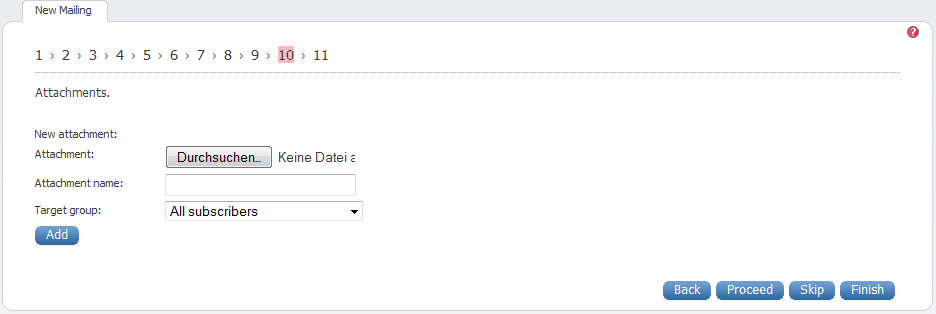 New Mailing
?
1 › 2 › 3 › 4 › 5 › 6 › 7 › 8 › 9 › 10 › 11
Attachments.
New attachment:
Attachment: Durchsuchen… Keine Datei a
Attachment name:
Target group: All subscribers
Add
Back Proceed Skip Finish